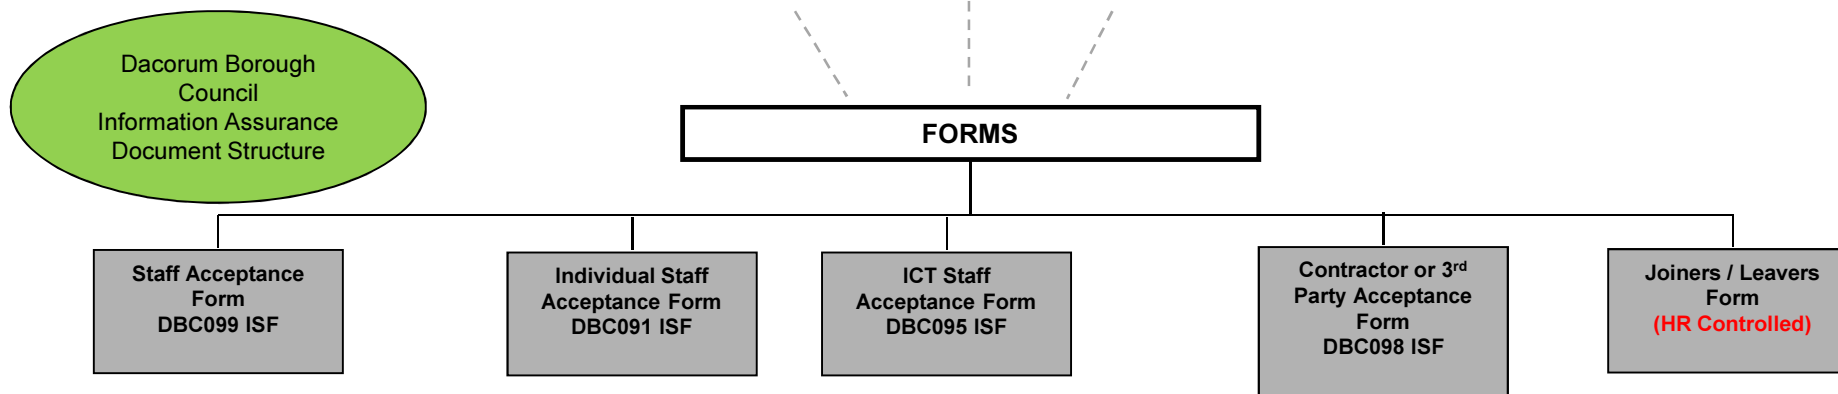 Dacorum Borough
Council
Information Assurance
Document Structure
FORMS
Staff Acceptance
Form
DBC099 ISF
Individual Staff
Acceptance Form
DBC091 ISF
ICT Staff
Acceptance Form
DBC095 ISF
Contractor or 3rd
Party Acceptance
Form
DBC098 ISF
Joiners / Leavers
Form
(HR Controlled)